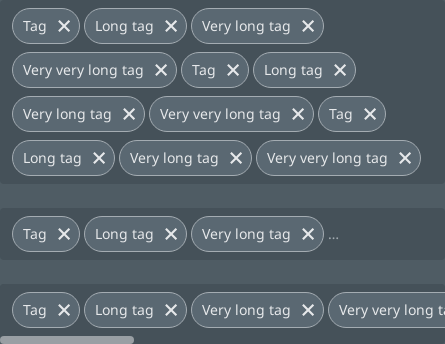 Tag Long tag Very long tag
Very very long tag Tag Long tag
Very long tag Very very long tag Tag
Long tag Very long tag Very very long tag
Tag Long tag Very long tag ...
Tag Long tag Very long tag Very very long